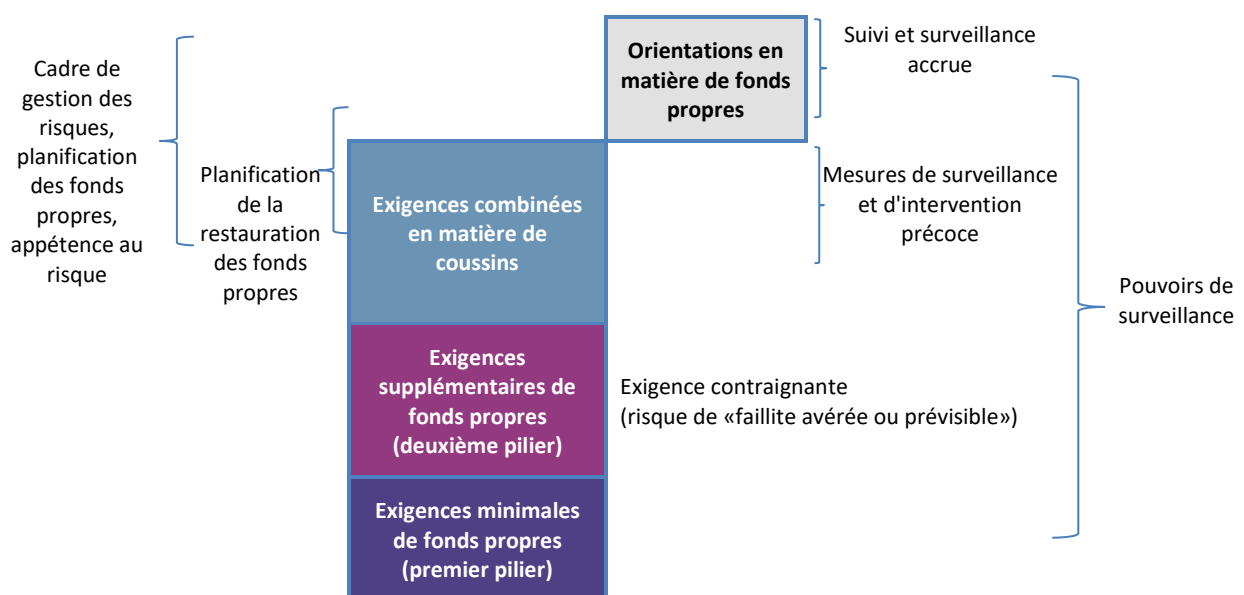 Cadre de
gestion des
risques,
planification
des fonds
propres,
appétence au
risque
Planification
de la
restauration
des fonds
propres
Orientations en
matière de fonds
propres
Suivi et surveillance
accrue
Exigences combinées
en matière de
coussins
Mesures de surveillance
et d'intervention
précoce
Pouvoirs de
surveillance
Exigences
supplémentaires de
fonds propres
(deuxième pilier)
Exigence contraignante
(risque de «faillite avérée ou prévisible»)
Exigences minimales
de fonds propres
(premier pilier)